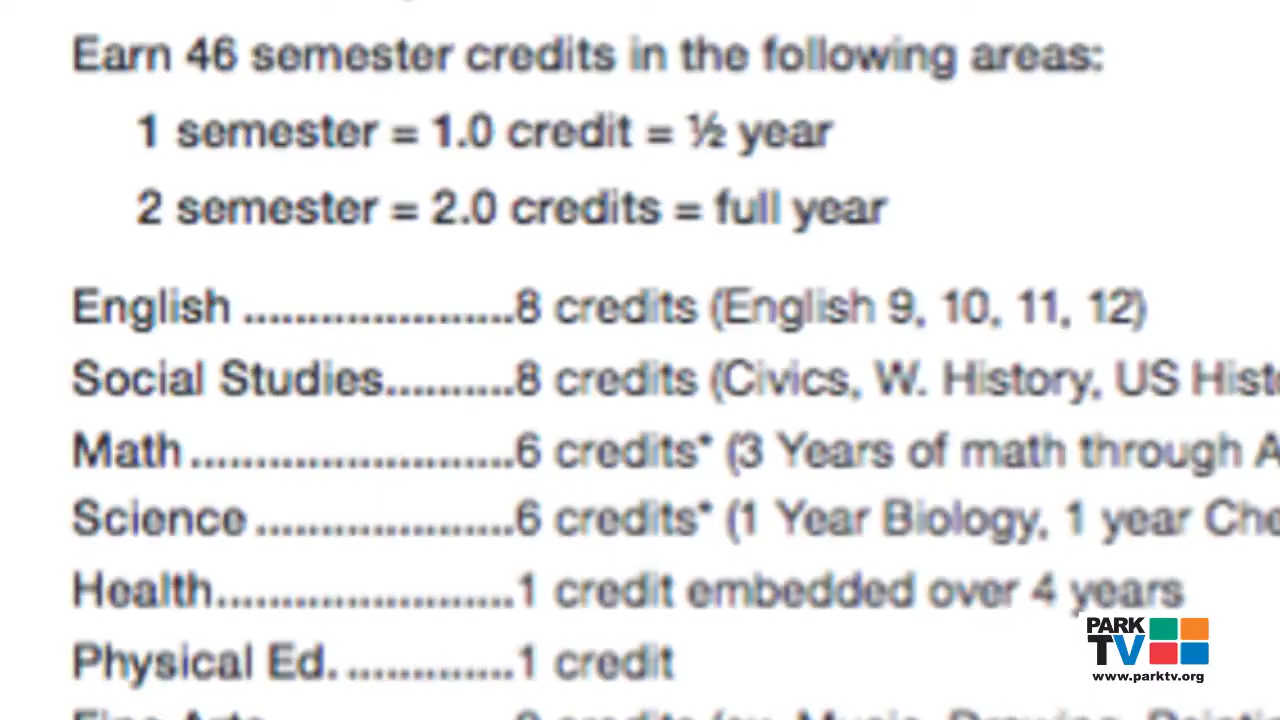 Earn 46 semester credits in the following areas:
1 semester = 1.0 credit = ½ year
2 semester = 2.0 credits = full year
English .....................8 credits (English 9, 10, 11, 12)
Social Studies..........8 credits (Civics, W. History, US
Math .........................6 credits* (3 Years of math through
Science ....................6 credits* (1 Year Biology, 1 year
Health.......................1 credit embedded over 4 years
Physical Ed. .............1 credit
PARK
TV
www.parktv.org